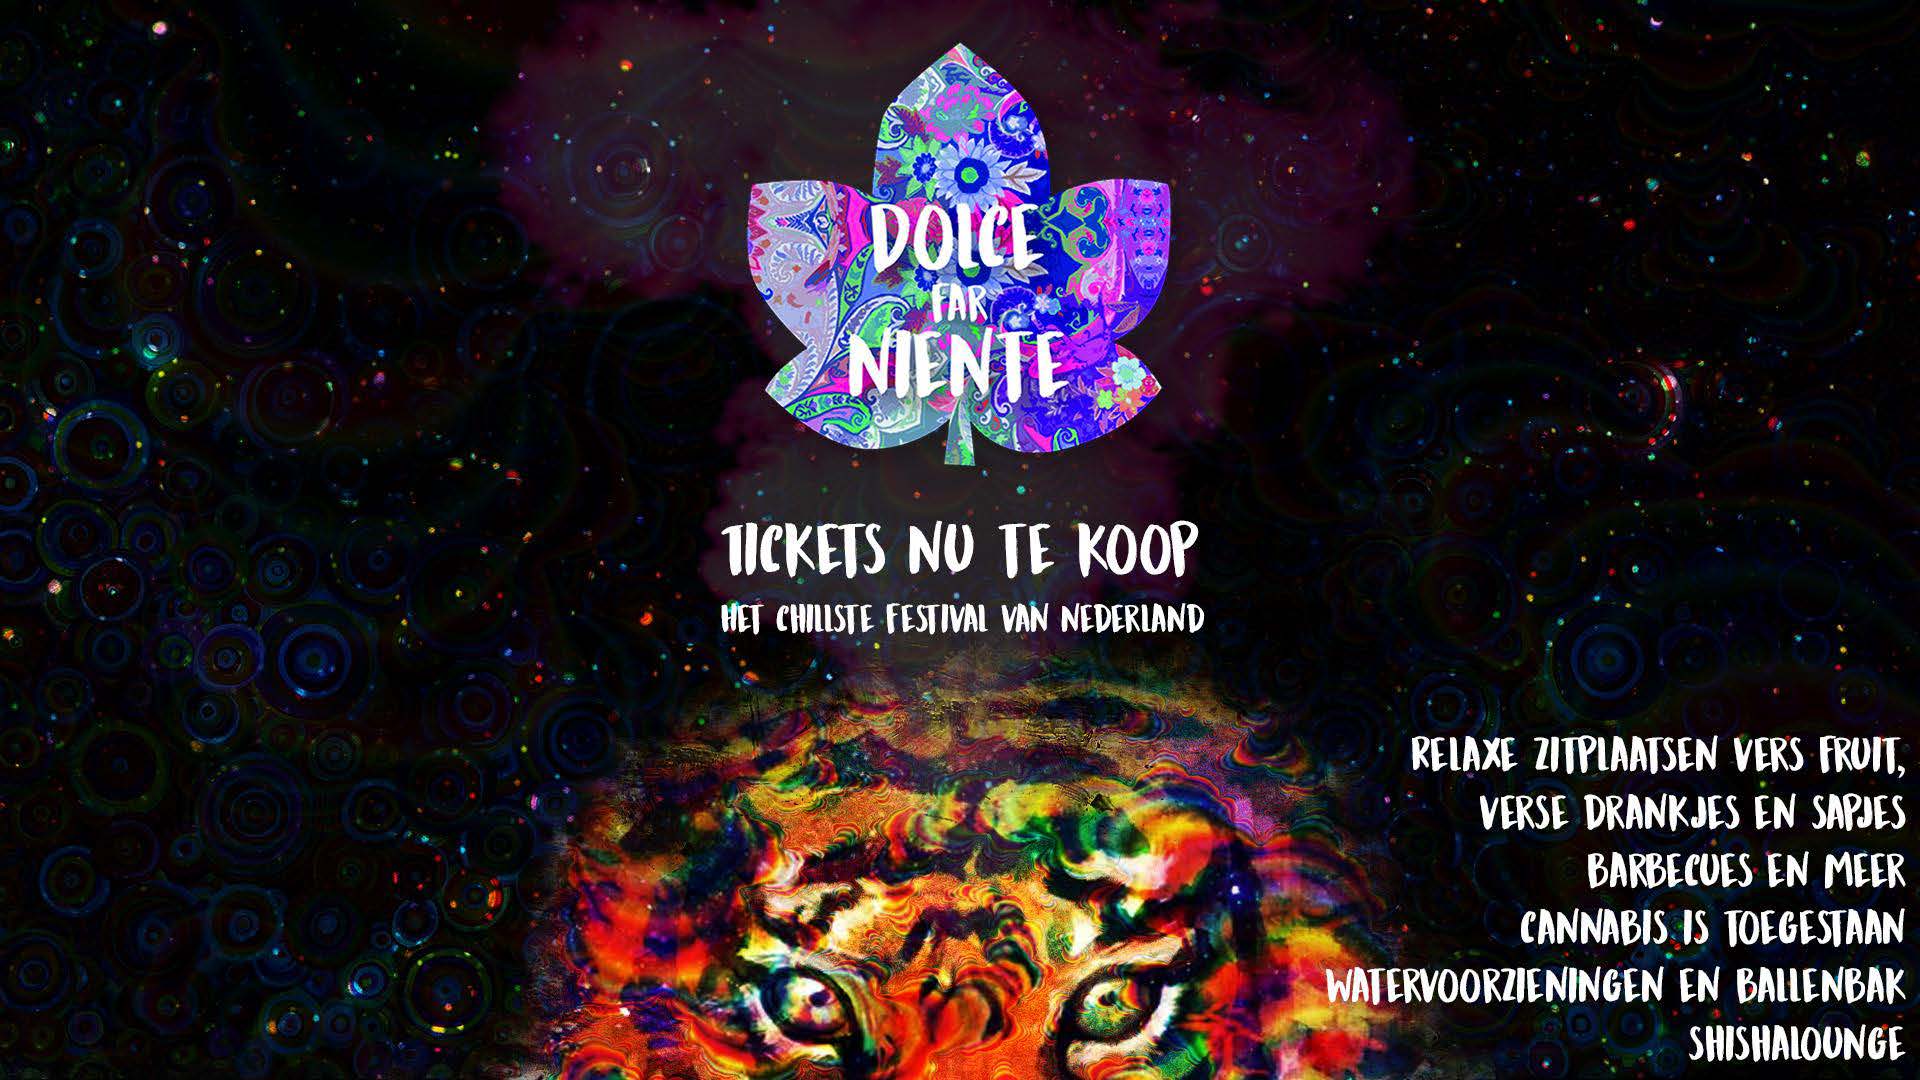 DOLCE
FAR
NIENTE
TICKETS NU TE KOOP
HET CHILLSTE FESTIVAL VAN NEDERLAND
RELAXE ZITPLAATSEN VERS FRUIT,
VERSE DRANKJES EN SAPJES
BARBECUES EN MEER
CANNABIS IS TOEGESTAAN
WATERVOORZIENINGEN EN BALLENBAK
SHISHALOUNGE